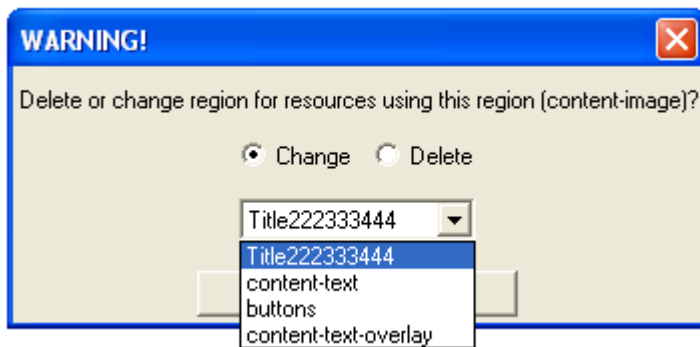 WARNING!
Delete or change region for resources using this region (content-image)?
Change Delete
Title222333444
Title222333444
content-text
buttons
content-text-overlay